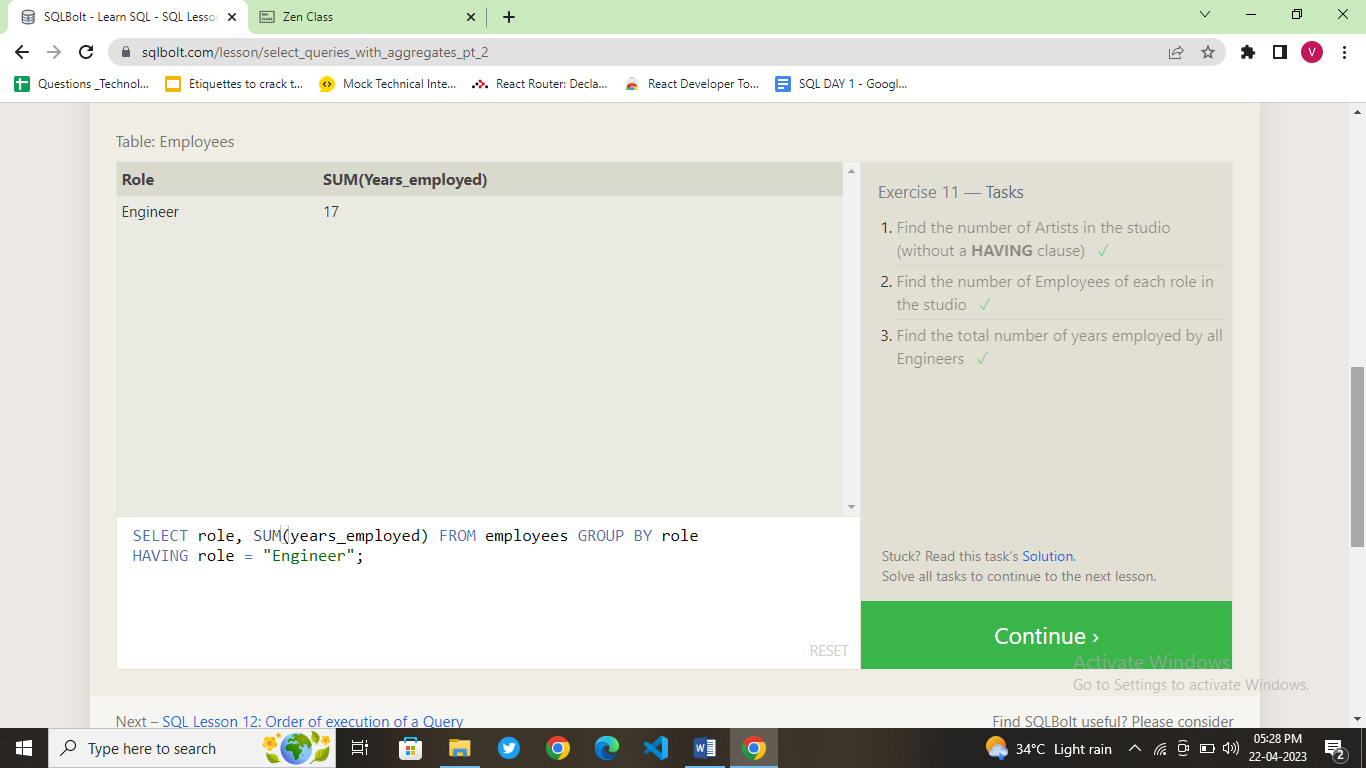 SQLBolt - Learn SQL - SQL Lesson
Zen Class
sqlbolt.com/lesson/select_queries_with_aggregates_pt_2
V
Questions _Technol...
Etiquettes to crack t...
Mock Technical Inte...
React Router: Decla...
React Developer To...
SQL DAY 1 - Googl...
Table: Employees
Role SUM(Years_employed)
Engineer 17
Exercise 11 — Tasks
1. Find the number of Artists in the studio
(without a HAVING clause) ✓
2. Find the number of Employees of each role in
the studio ✓
3. Find the total number of years employed by all
Engineers ✓
SELECT role, SUM(years_employed) FROM employees GROUP BY role
HAVING role = "Engineer";
RESET
Stuck? Read this task's Solution.
Solve all tasks to continue to the next lesson.
Continue ›
Activate Windows
Go to Settings to activate Windows.
Next – SQL Lesson 12: Order of execution of a Query
Find SQLBolt useful? Please consider
Type here to search
34°C Light rain
05:28 PM
22-04-2023
2